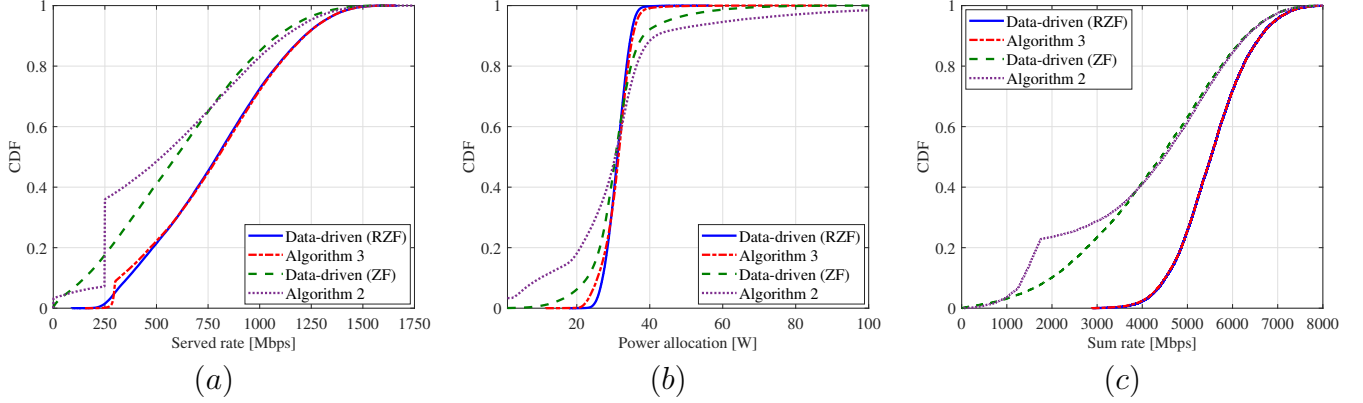 1
0.8
0.6
0.4
0.2
0
CDF
Data-driven (RZF)
Algorithm 3
Data-driven (ZF)
Algorithm 2
0 250 500 750 1000 1250 1500 1750
Served rate [Mbps]
(a)
1
0.8
0.6
0.4
0.2
0
CDF
Data-driven (RZF)
Algorithm 3
Data-driven (ZF)
Algorithm 2
20 40 60 80 100
Power allocation [W]
(b)
1
0.8
0.6
0.4
0.2
0
CDF
Data-driven (RZF)
Algorithm 3
Data-driven (ZF)
Algorithm 2
0 1000 2000 3000 4000 5000 6000 7000 8000
Sum rate [Mbps]
(c)